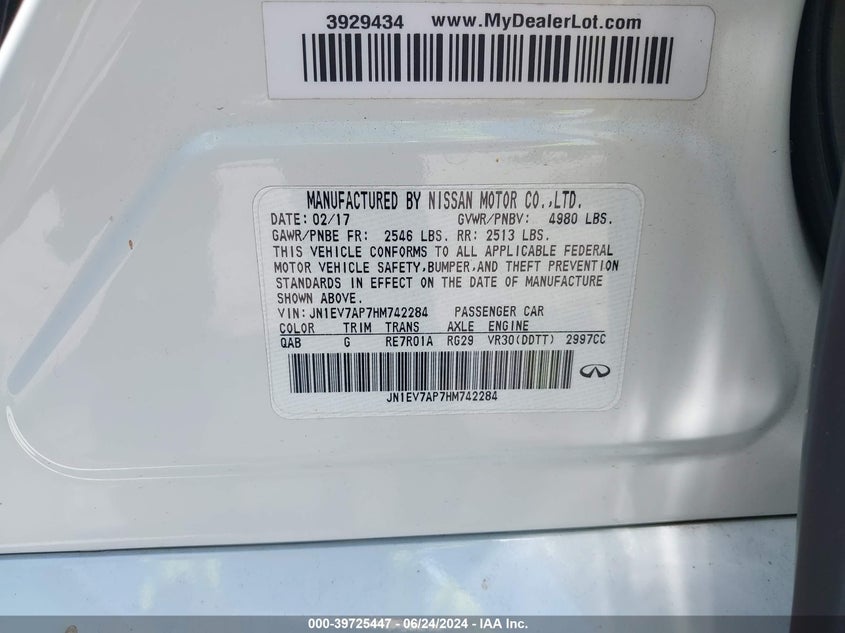 3929434 www.MyDealerLot.com
MANUFACTURED BY NISSAN MOTOR CO.,LTD.
DATE: 02/17 GVWR/PNBV: 4980 LBS.
GAWR/PNBE FR: 2546 LBS. RR: 2513 LBS.
THIS VEHICLE CONFORMS TO ALL APPLICABLE FEDERAL
MOTOR VEHICLE SAFETY,BUMPER,AND THEFT PREVENTION
STANDARDS IN EFFECT ON THE DATE OF MANUFACTURE
SHOWN ABOVE.
VIN: JN1EV7AP7HM742284 PASSENGER CAR
COLOR TRIM TRANS AXLE ENGINE
QAB G RE7R01A RG29 VR30(DDTT) 2997CC
JN1EV7AP7HM742284
000-39725447 - 06/24/2024 - IAA Inc.